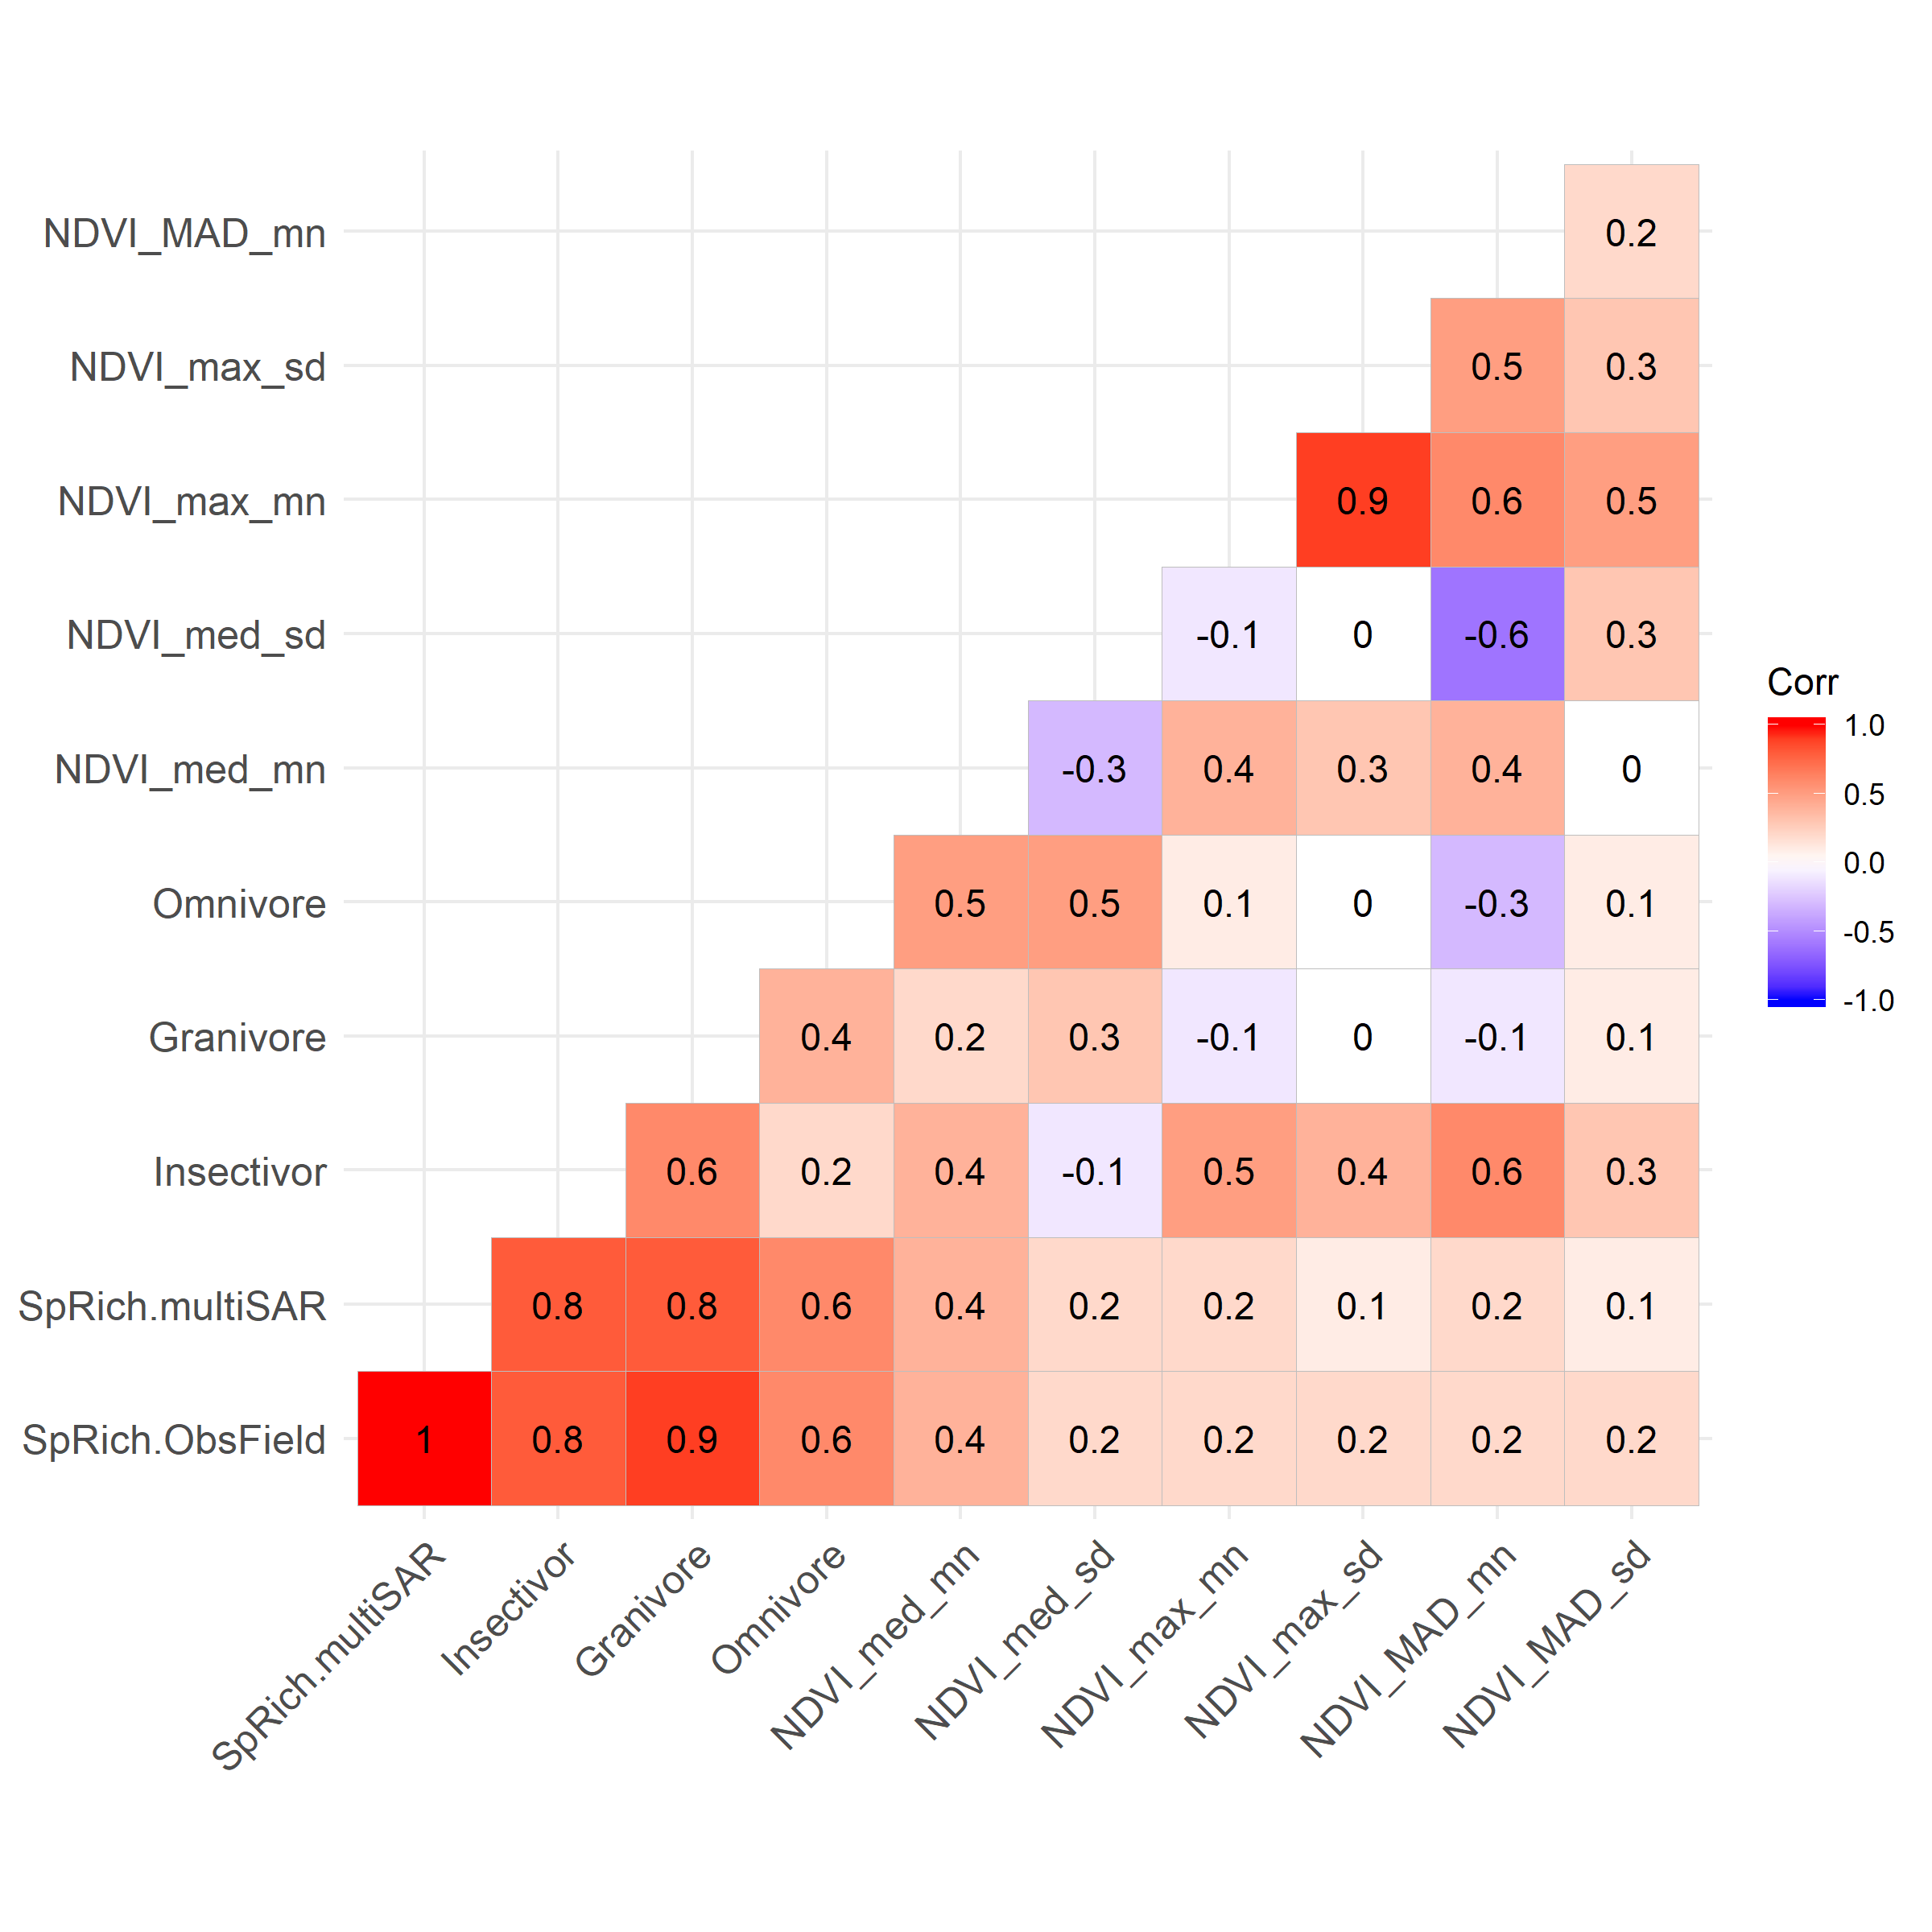 NDVI_MAD_mn 0.2
NDVI_max_sd 0.5 0.3
NDVI_max_mn 0.9 0.6 0.5
NDVI_med_sd -0.1 0 -0.6 0.3
NDVI_med_mn -0.3 0.4 0.3 0.4 0
Omnivore 0.5 0.5 0.1 0 -0.3 0.1
Granivore 0.4 0.2 0.3 -0.1 0 -0.1 0.1
Insectivor 0.6 0.2 0.4 -0.1 0.5 0.4 0.6 0.3
SpRich.multiSAR 0.8 0.8 0.6 0.4 0.2 0.2 0.1 0.2 0.1
SpRich.ObsField 1 0.8 0.9 0.6 0.4 0.2 0.2 0.2 0.2 0.2
SpRich.multiSAR
Insectivor
Granivore
Omnivore
NDVI_med_mn
NDVI_med_sd
NDVI_max_mn
NDVI_max_sd
NDVI_MAD_mn
NDVI_MAD_sd
Corr
1.0
0.5
0.0
-0.5
-1.0